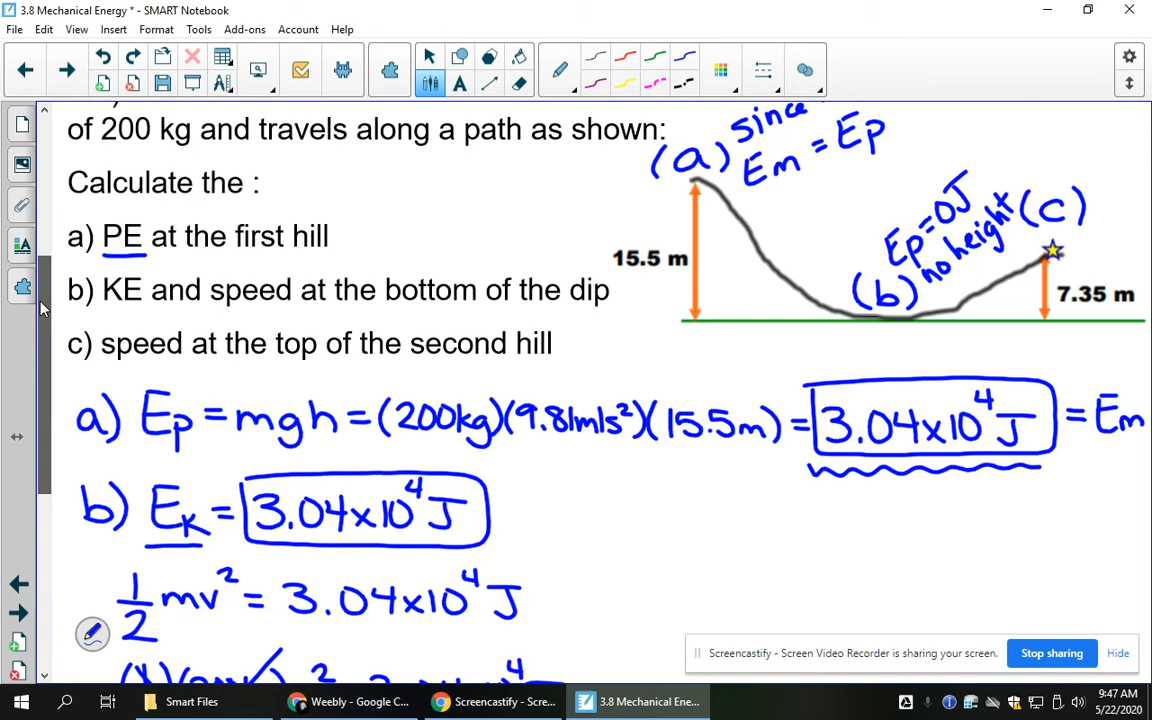 3.8 Mechanical Energy * - SMART Notebook
File Edit View Insert Format Tools Add-ons Account Help
of 200 kg and travels along a path as shown:
Calculate the :
a) PE at the first hill
b) KE and speed at the bottom of the dip
c) speed at the top of the second hill
(a) since
Em = Ep
15.5 m
Ep = 0J
no height
(b)
(c)
7.35 m
a) Ep = mgh = (200kg)(9.81m/s²)(15.5m) = 3.04x10⁴ J = Em
b) EK = 3.04x10⁴ J
1/2 mv² = 3.04x10⁴ J
Screencastify - Screen Video Recorder is sharing your screen. Stop sharing Hide
Smart Files
Weebly - Google C...
Screencastify - Scre...
3.8 Mechanical Ener...
9:47 AM
5/22/2020